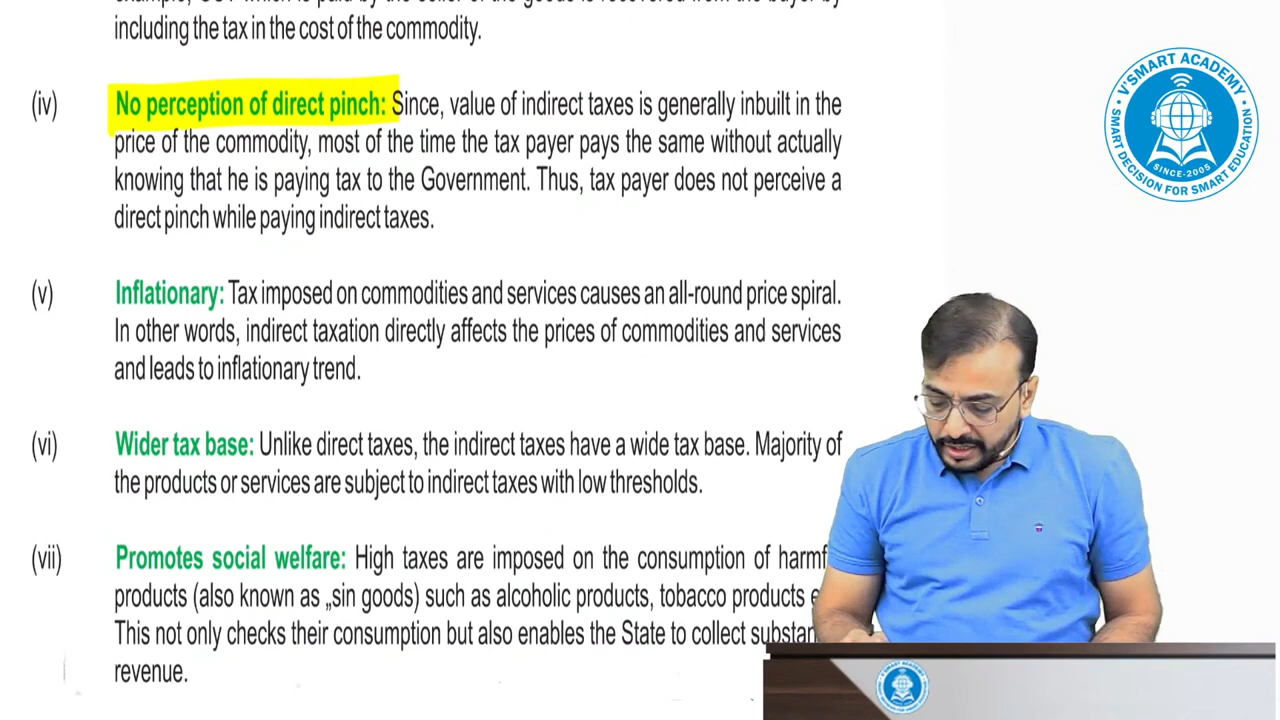 including the tax in the cost of the commodity.
(iv) No perception of direct pinch: Since, value of indirect taxes is generally inbuilt in the
price of the commodity, most of the time the tax payer pays the same without actually
knowing that he is paying tax to the Government. Thus, tax payer does not perceive a
direct pinch while paying indirect taxes.
(v) Inflationary: Tax imposed on commodities and services causes an all-round price spiral.
In other words, indirect taxation directly affects the prices of commodities and services
and leads to inflationary trend.
(vi) Wider tax base: Unlike direct taxes, the indirect taxes have a wide tax base. Majority of
the products or services are subject to indirect taxes with low thresholds.
(vii) Promotes social welfare: High taxes are imposed on the consumption of
products (also known as „sin goods) such as alcoholic products, tobacco products
This not only checks their consumption but also enables the State to collect
revenue.
V'SMART ACADEMY
SINCE-2005
SMART DECISION FOR SMART EDUCATION